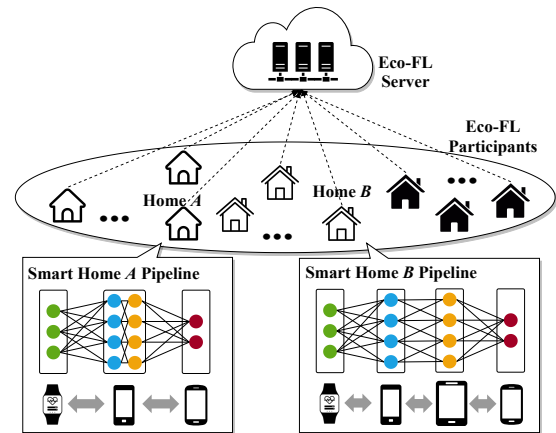 Eco-FL
Server
Eco-FL
Participants
Home A
Home B
Smart Home A Pipeline
Smart Home B Pipeline